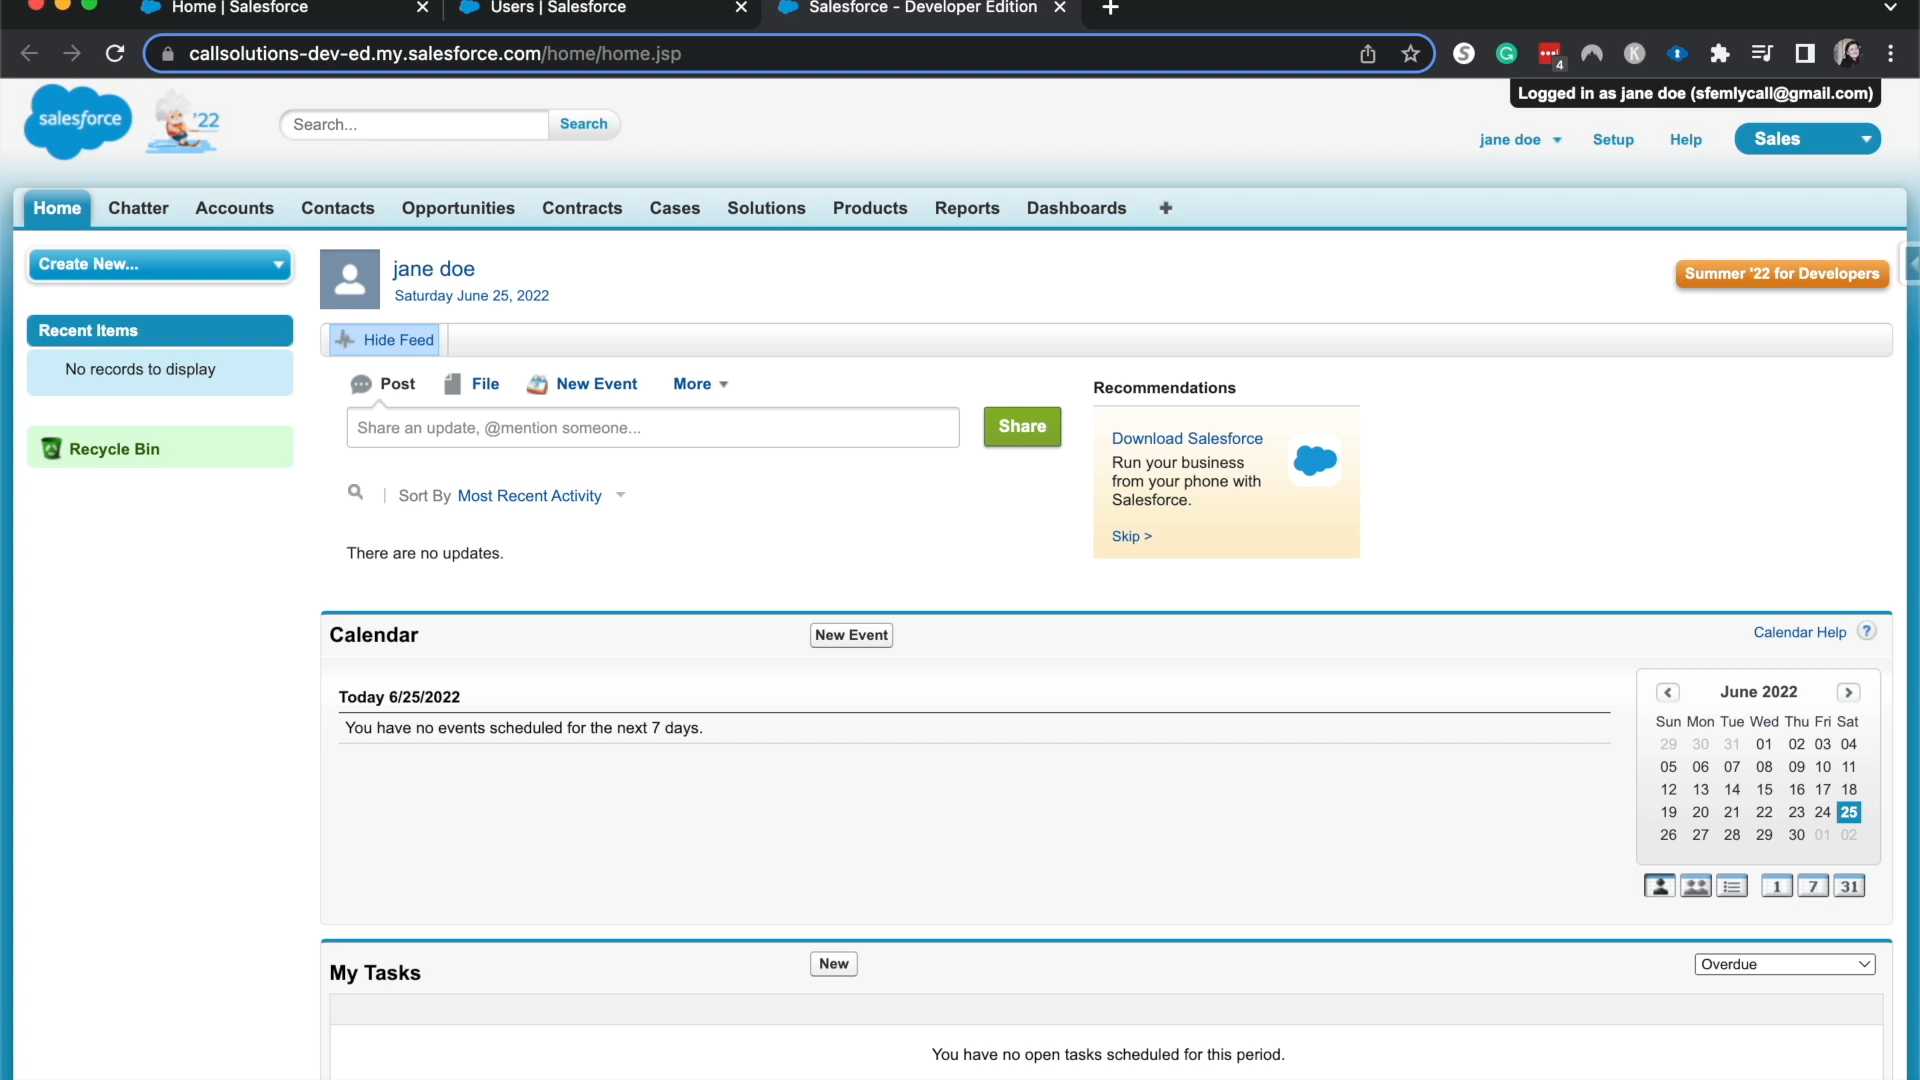 Home | Salesforce
Users | Salesforce
Salesforce - Developer Edition
callsolutions-dev-ed.my.salesforce.com/home/home.jsp
S
G
4
K
Logged in as jane doe (sfemlycall@gmail.com)
salesforce
'22
Search...
Search
jane doe
Setup
Help
Sales
Home
Chatter
Accounts
Contacts
Opportunities
Contracts
Cases
Solutions
Products
Reports
Dashboards
Create New...
jane doe
Saturday June 25, 2022
Summer '22 for Developers
Recent Items
No records to display
Recycle Bin
Hide Feed
Post
File
New Event
More
Share an update, @mention someone...
Share
Sort By Most Recent Activity
There are no updates.
Recommendations
Download Salesforce
Run your business
from your phone with
Salesforce.
Skip >
Calendar
New Event
Calendar Help ?
Today 6/25/2022
You have no events scheduled for the next 7 days.
June 2022
Sun Mon Tue Wed Thu Fri Sat
29 30 31 01 02 03 04
05 06 07 08 09 10 11
12 13 14 15 16 17 18
19 20 21 22 23 24 25
26 27 28 29 30 01 02
1 7 31
My Tasks
New
Overdue
You have no open tasks scheduled for this period.